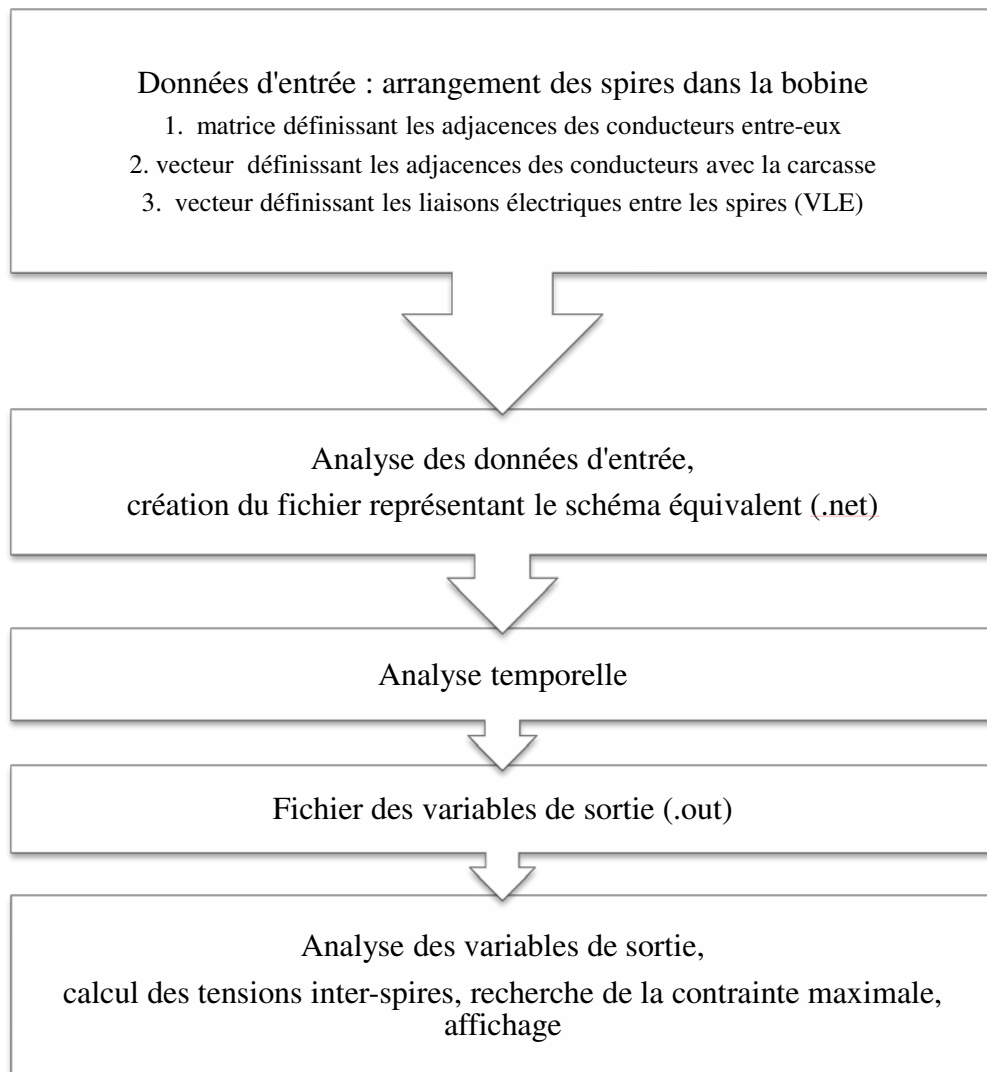 Données d'entrée : arrangement des spires dans la bobine
1. matrice définissant les adjacences des conducteurs entre-eux
2. vecteur définissant les adjacences des conducteurs avec la carcasse
3. vecteur définissant les liaisons électriques entre les spires (VLE)
Analyse des données d'entrée,
création du fichier représentant le schéma équivalent (.net)
Analyse temporelle
Fichier des variables de sortie (.out)
Analyse des variables de sortie,
calcul des tensions inter-spires, recherche de la contrainte maximale,
affichage